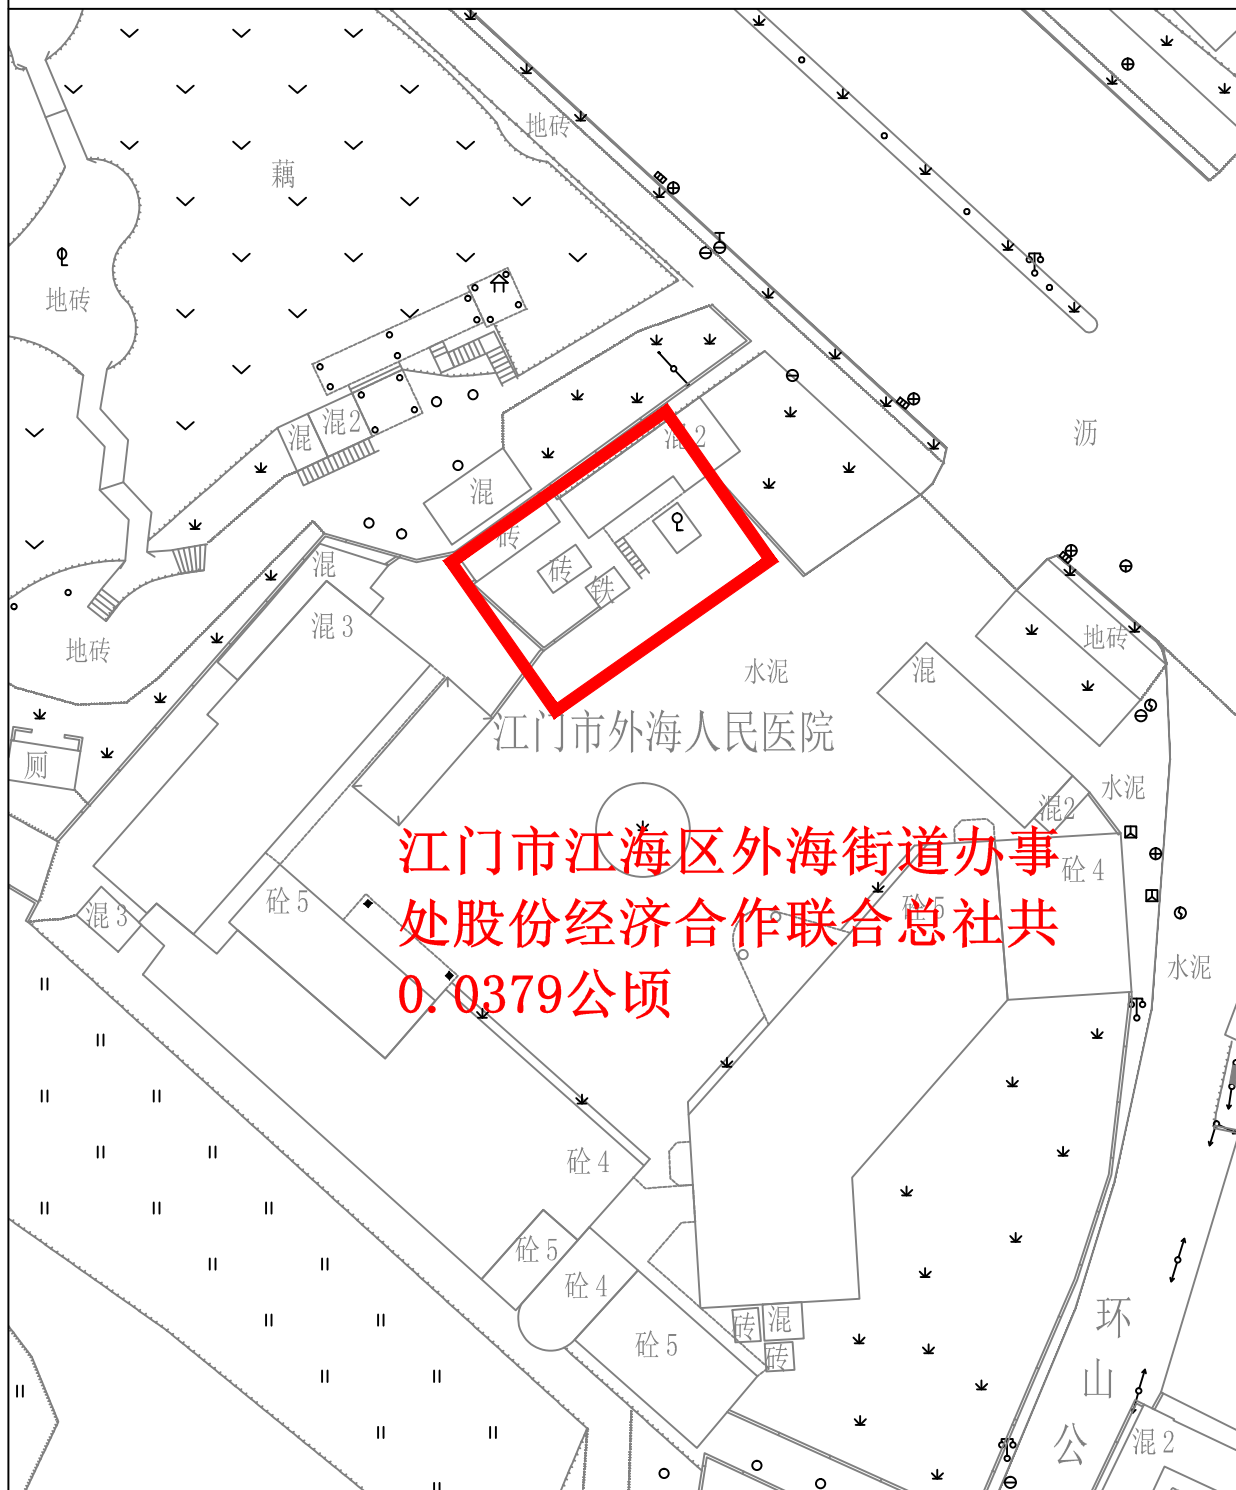 地砖
藕
地砖
沥
混2
混
混2
混
砖
砖
铁
混
混3
地砖
地砖
水泥
混
江门市外海人民医院
厕
水泥
混2
江门市江海区外海街道办事
处股份经济合作联合总社共
0.0379公顷
砼4
砼5
砼5
混3
水泥
砼4
砼5
砼4
环
混
砖
砼5
砖
山
公
混2